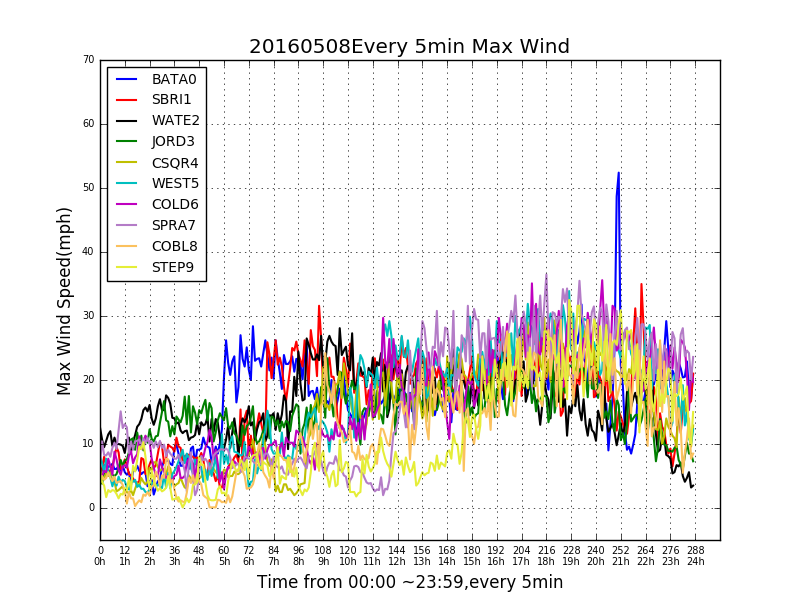 20160508Every 5min Max Wind
70
60
50
40
30
20
10
0
Max Wind Speed(mph)
BATA0
SBRI1
WATE2
JORD3
CSQR4
WEST5
COLD6
SPRA7
COBL8
STEP9
0 12 24 36 48 60 72 84 96 108 120 132 144 156 168 180 192 204 216 228 240 252 264 276 288
0h 1h 2h 3h 4h 5h 6h 7h 8h 9h 10h 11h 12h 13h 14h 15h 16h 17h 18h 19h 20h 21h 22h 23h 24h
Time from 00:00 ~23:59,every 5min